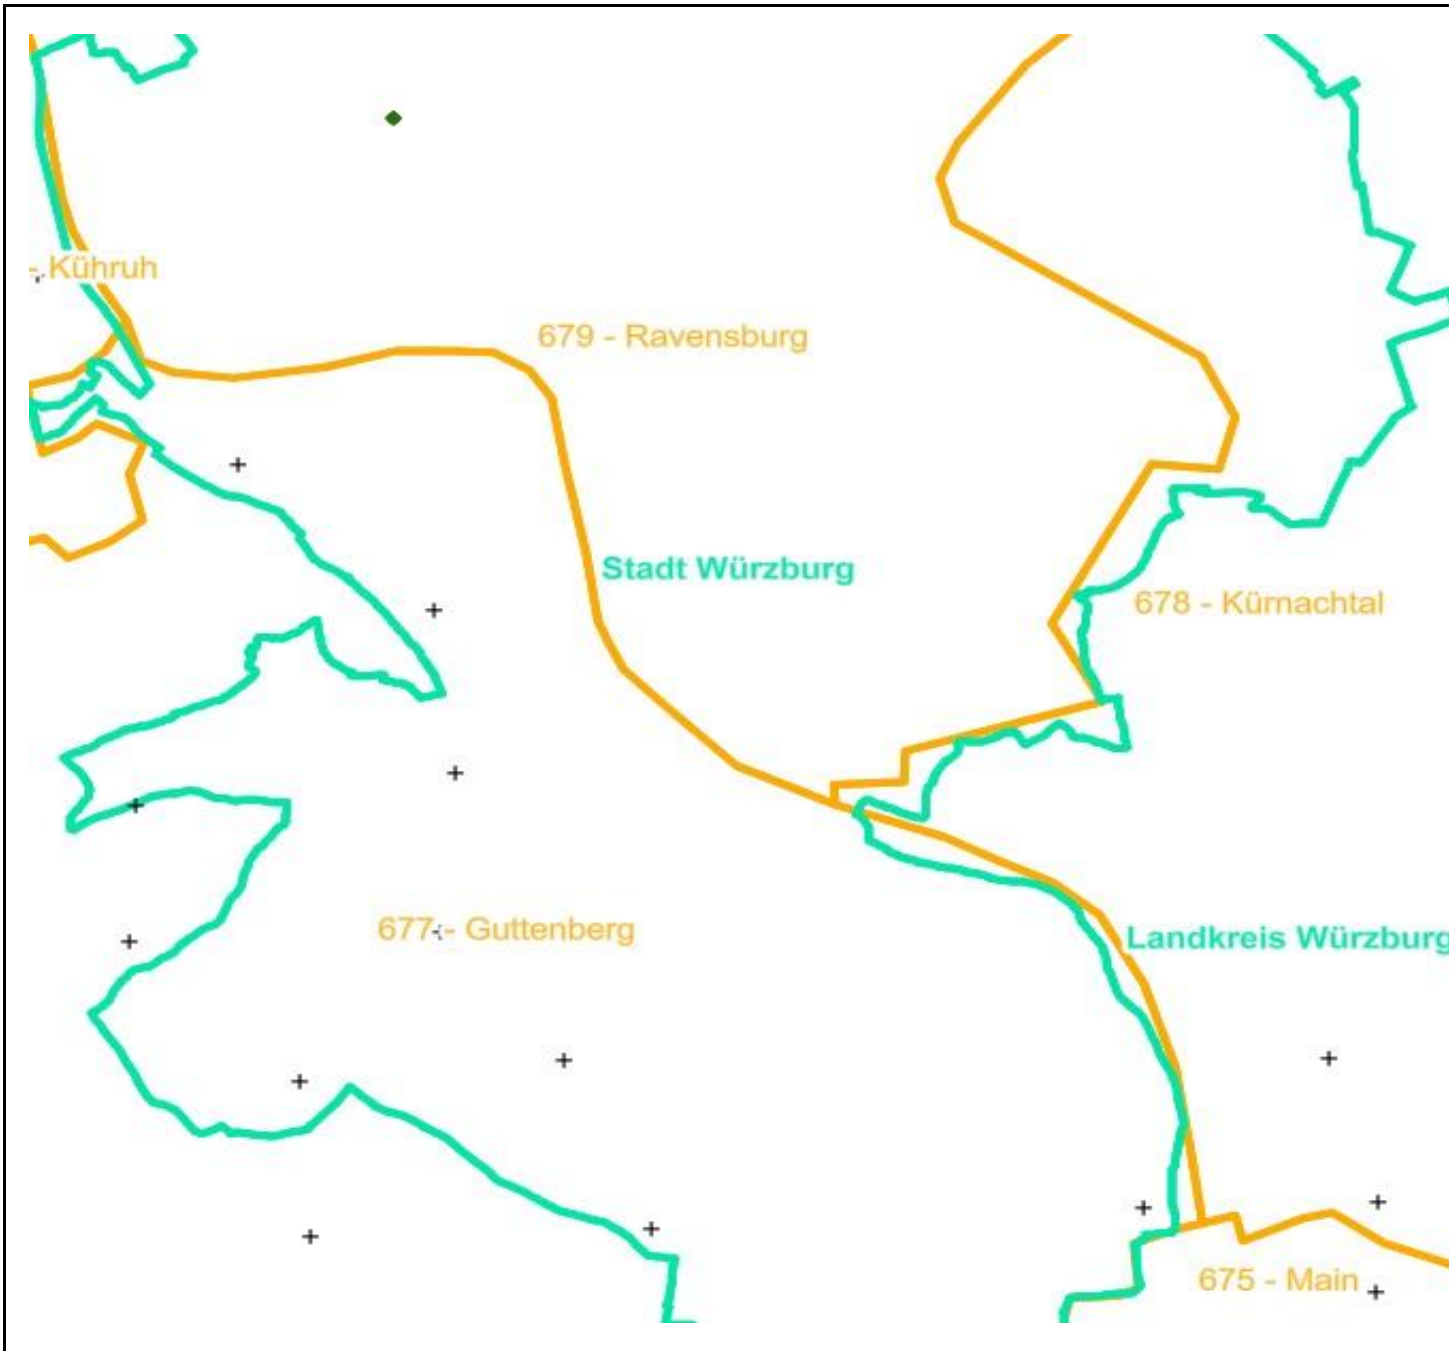 - Kühruh
679 - Ravensburg
Stadt Würzburg
678 - Kürnachtal
677 - Guttenberg
Landkreis Würzburg
675 - Main